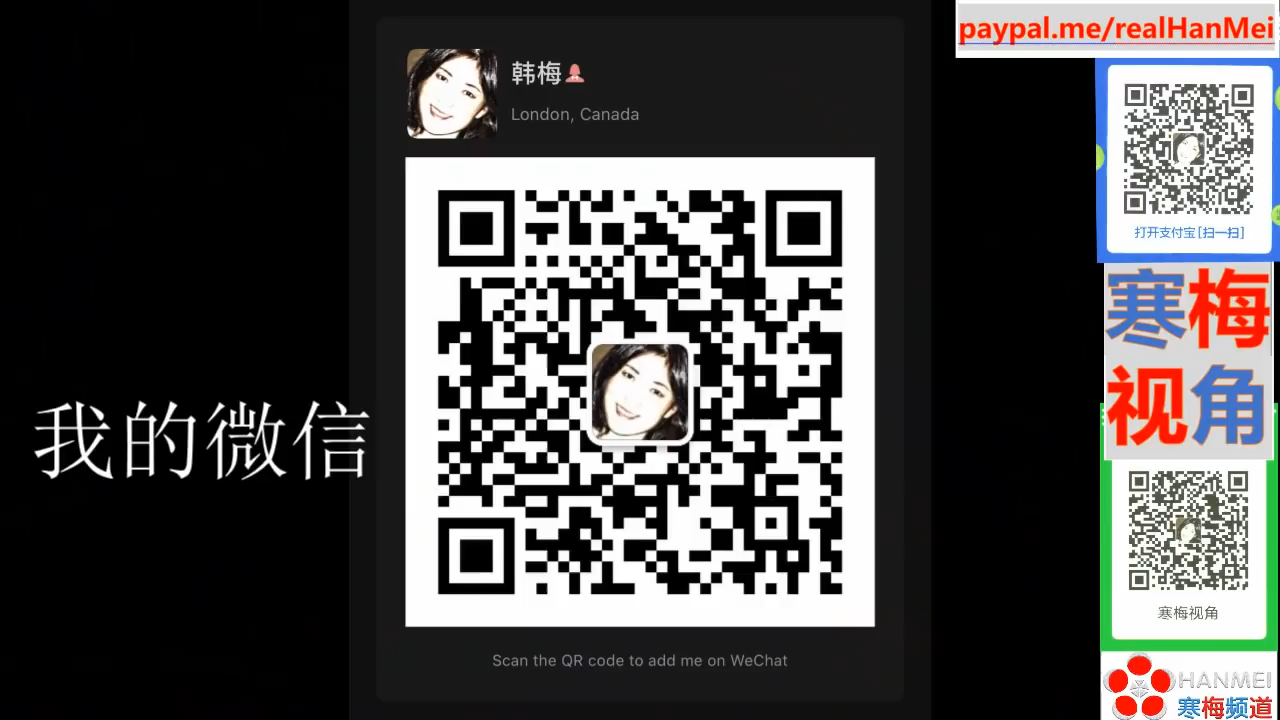 韩梅
London, Canada
我的微信
Scan the QR code to add me on WeChat
paypal.me/realHanMei
打开支付宝[扫一扫]
寒梅
视角
寒梅视角
HANMEI
寒梅频道